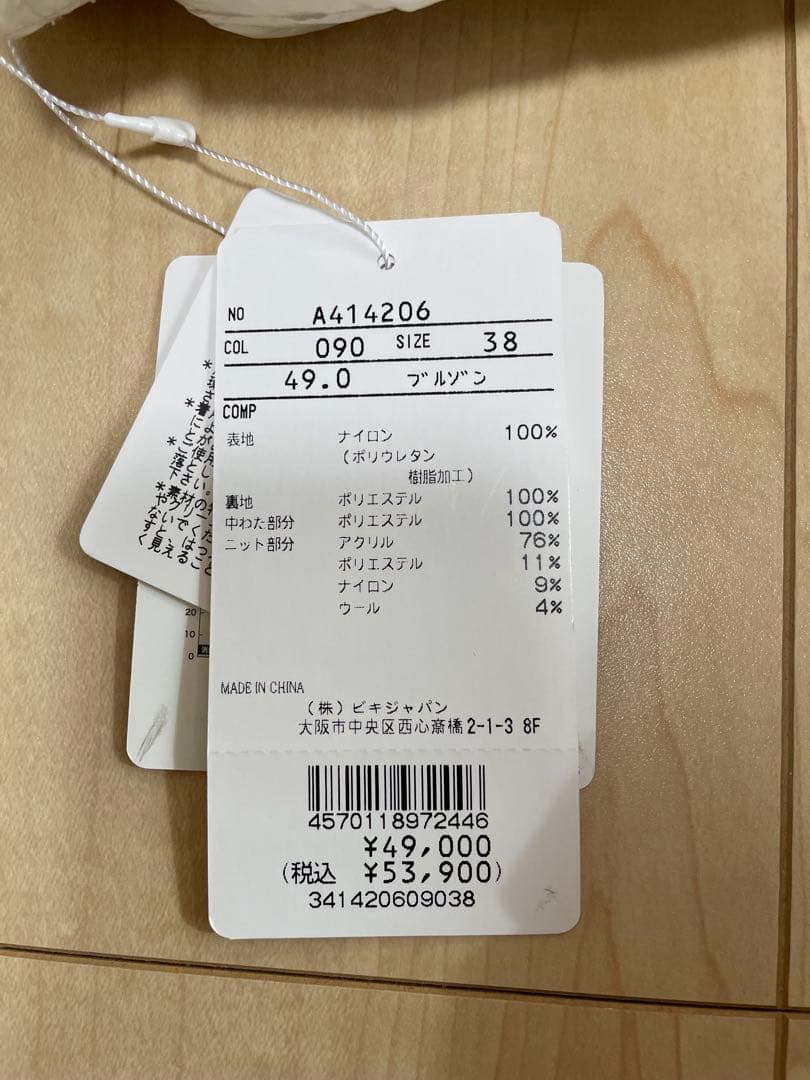 NO A414206
COL 090 SIZE 38
49.0 ブルゾン
COMP
表地 ナイロン 100%
(ポリウレタン
樹脂加工)
裏地 ポリエステル 100%
中わた部分 ポリエステル 100%
ニット部分 アクリル 76%
ポリエステル 11%
ナイロン 9%
ウール 4%
MADE IN CHINA
(株)ビキジャパン
大阪市中央区西心斎橋2-1-3 8F
4570118972446
¥49,000
(税込 ¥53,900)
341420609038
20
10
0